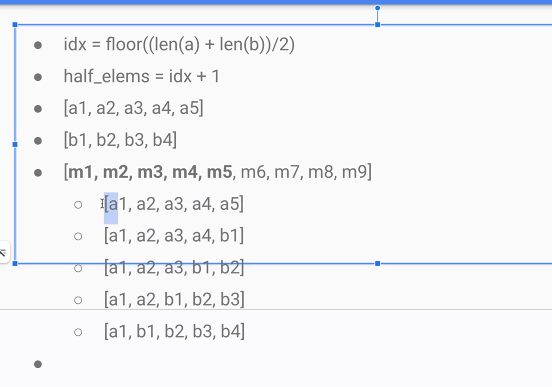 idx = floor((len(a) + len(b))/2)
half_elems = idx + 1
[a1, a2, a3, a4, a5]
[b1, b2, b3, b4]
[m1, m2, m3, m4, m5, m6, m7, m8, m9]
[a1, a2, a3, a4, a5]
[a1, a2, a3, a4, b1]
[a1, a2, a3, b1, b2]
[a1, a2, b1, b2, b3]
[a1, b1, b2, b3, b4]